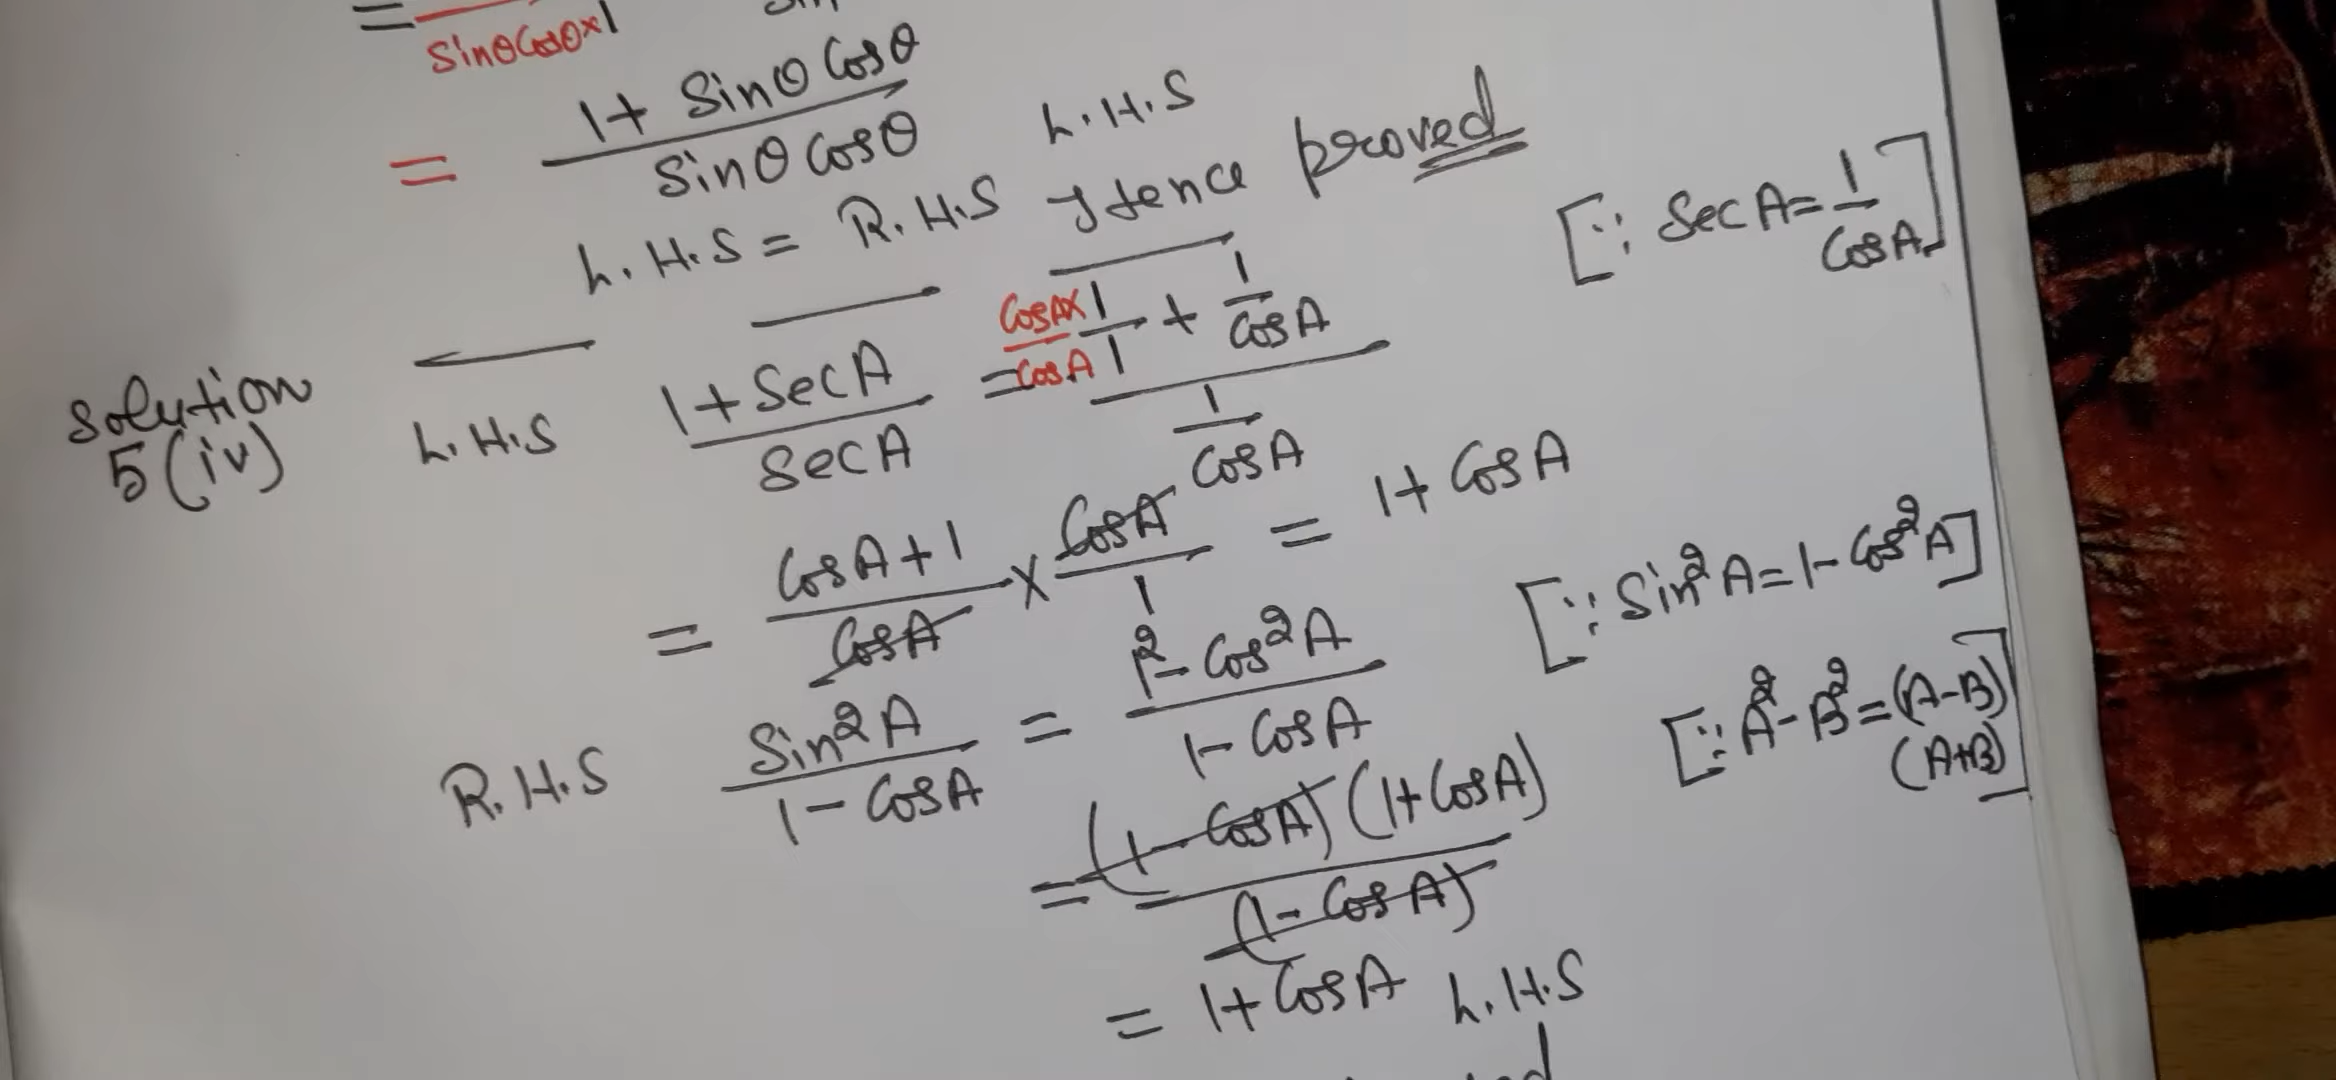 =
sinθcosθ×1
= 1+ sinθ cosθ / sinθ cosθ L.H.S
L.H.S = R.H.S Hence proved
solution 5(iv)
L.H.S 1+SecA / SecA = (cosA×1 / cosA 1 + 1/cosA) / (1/cosA) [∵ SecA = 1/cosA]
= cosA+1 / cosA × cosA / 1 = 1+ cosA
R.H.S sin²A / 1-cosA = 1²-cos²A / 1-cosA [∵ sin²A=1-cos²A]
= (1-cosA)(1+cosA) / (1-cosA) [∵ A²-B²=(A-B)(A+B)]
= 1+cosA L.H.S